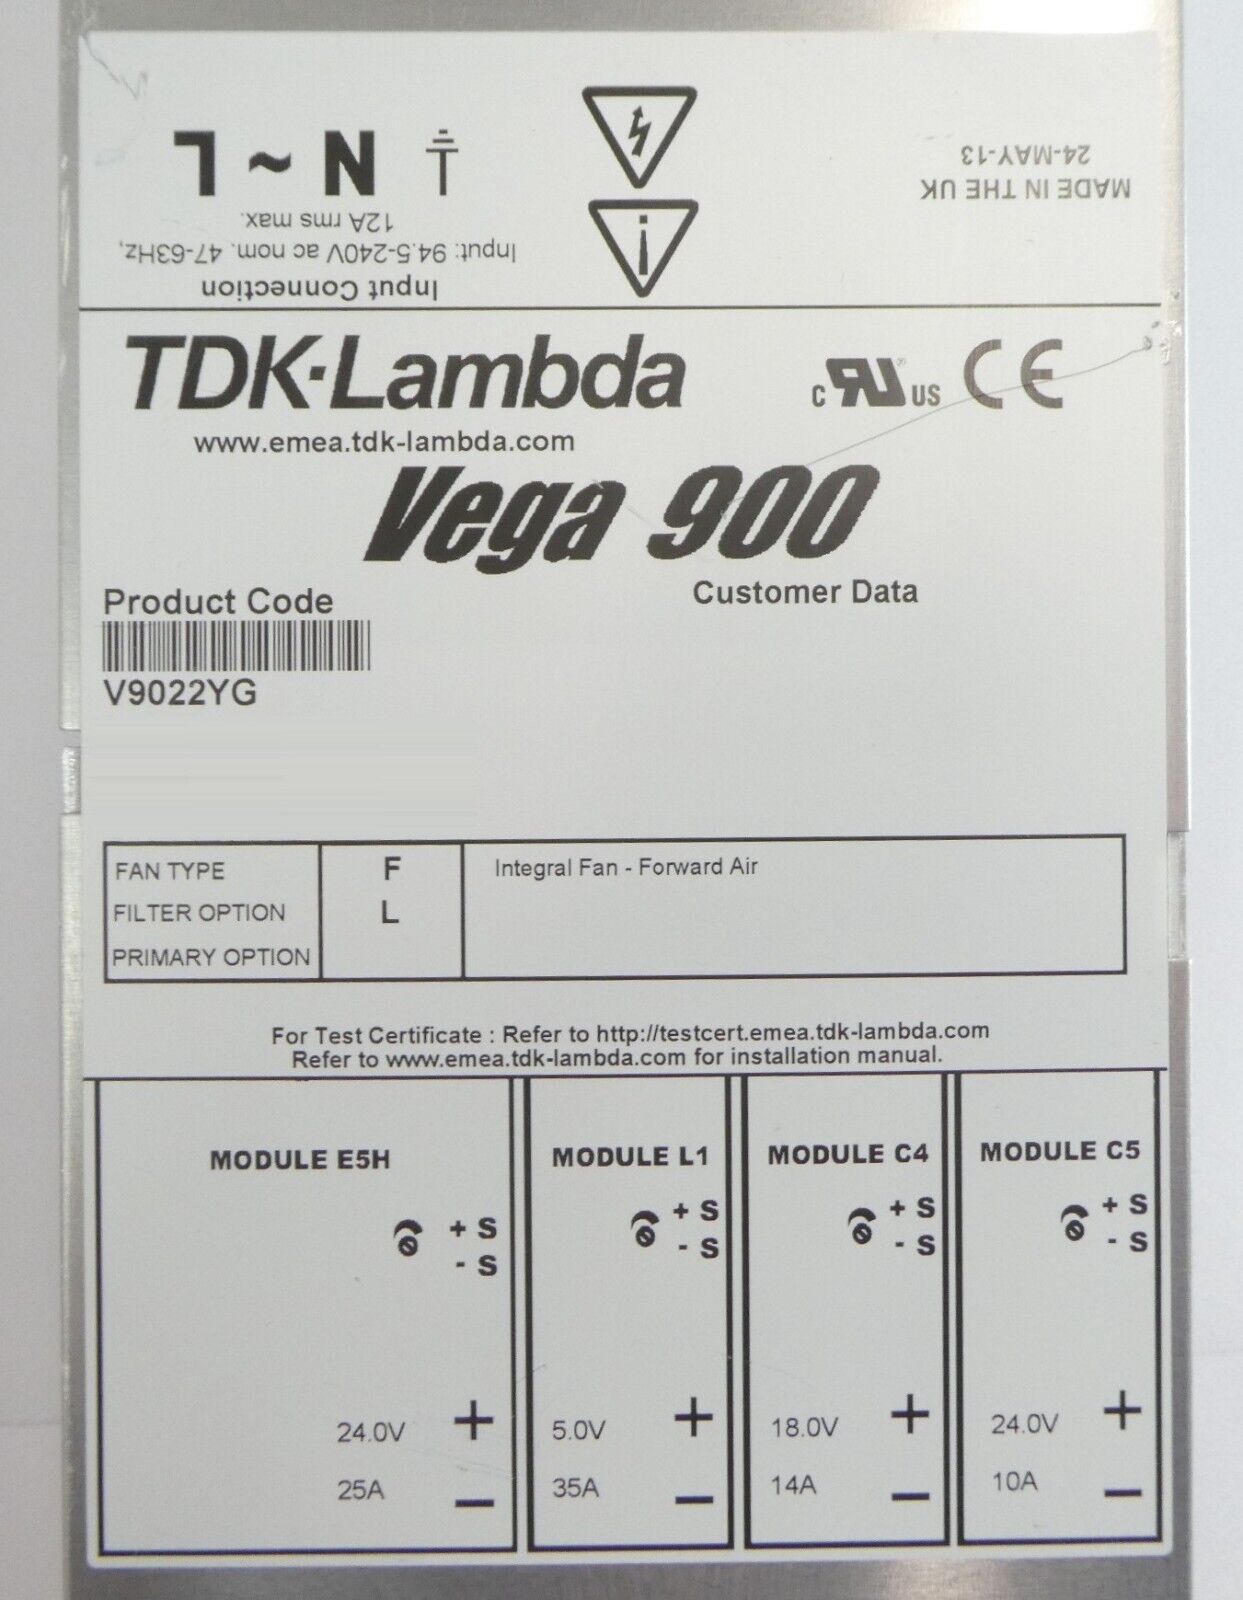 L ~ N
Input Connection
Input: 94.5-240V ac nom. 47-63Hz,
12A rms max.
MADE IN THE UK
24-MAY-13
TDK-Lambda
www.emea.tdk-lambda.com
c RU ® US CE
Vega 900
Product Code
V9022YG
Customer Data
FAN TYPE F Integral Fan - Forward Air
FILTER OPTION L
PRIMARY OPTION
For Test Certificate : Refer to http://testcert.emea.tdk-lambda.com
Refer to www.emea.tdk-lambda.com for installation manual.
MODULE E5H
+ S
- S
24.0V +
25A −
MODULE L1
+ S
- S
5.0V +
35A −
MODULE C4
+ S
- S
18.0V +
14A −
MODULE C5
+ S
- S
24.0V +
10A −